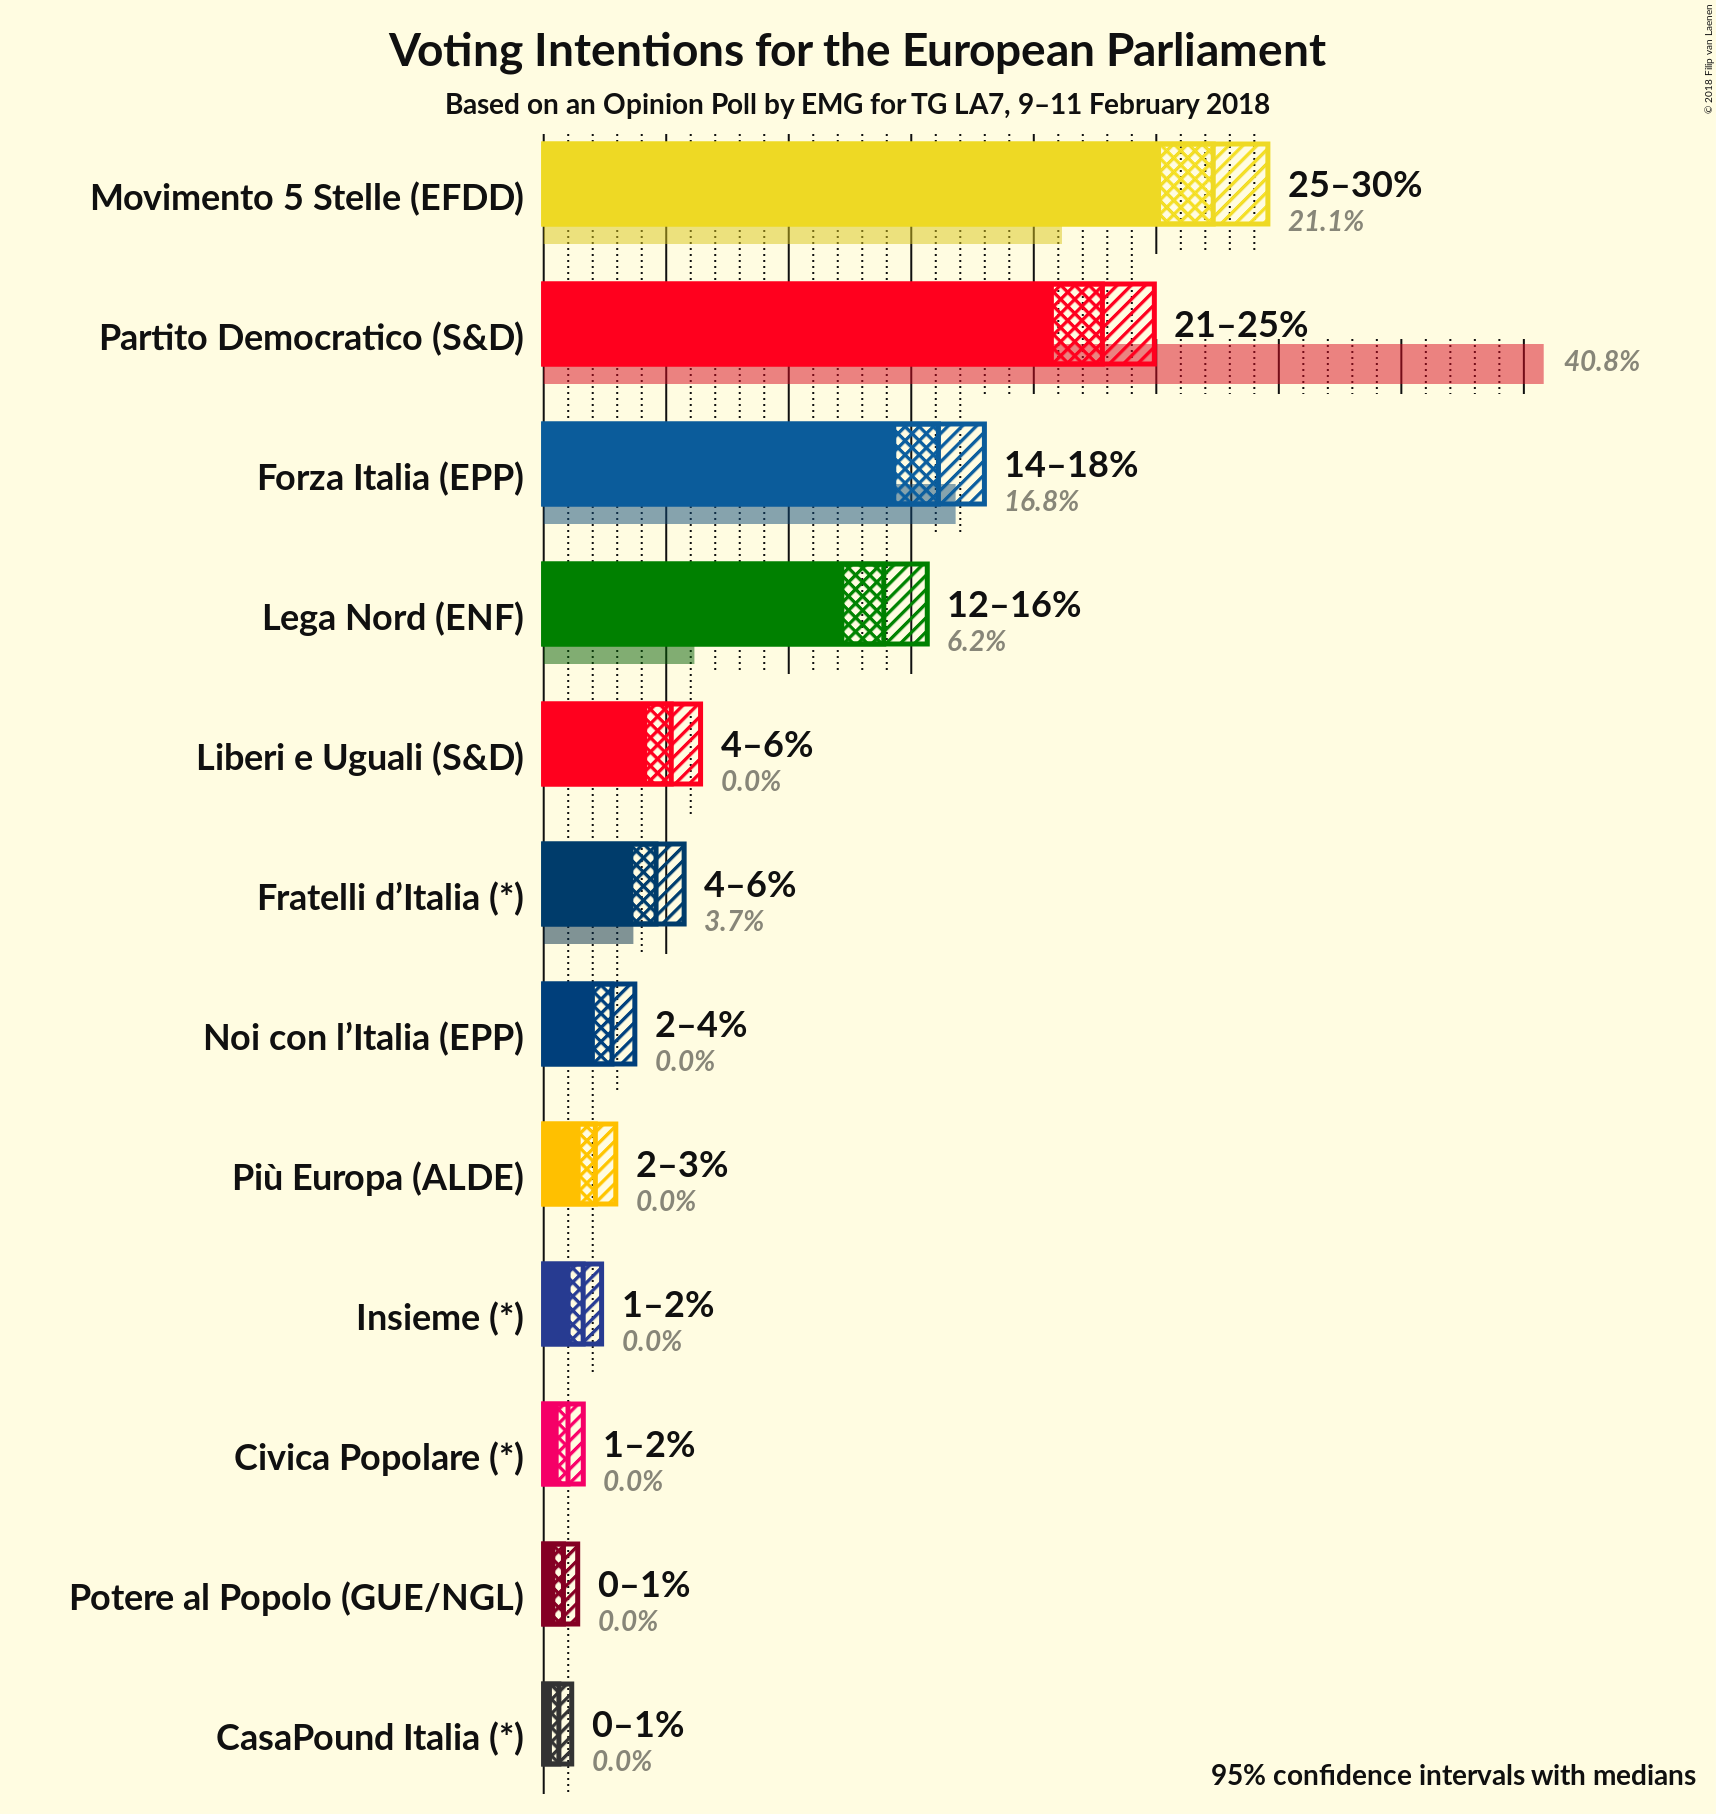 © 2018 Filip van Laenen
Voting Intentions for the European Parliament
Based on an Opinion Poll by EMG for TG LA7, 9–11 February 2018
Movimento 5 Stelle (EFDD)
25–30%
21.1%
Partito Democratico (S&D)
21–25%
40.8%
Forza Italia (EPP)
14–18%
16.8%
Lega Nord (ENF)
12–16%
6.2%
Liberi e Uguali (S&D)
4–6%
0.0%
Fratelli d’Italia (*)
4–6%
3.7%
Noi con l’Italia (EPP)
2–4%
0.0%
Più Europa (ALDE)
2–3%
0.0%
Insieme (*)
1–2%
0.0%
Civica Popolare (*)
1–2%
0.0%
Potere al Popolo (GUE/NGL)
0–1%
0.0%
CasaPound Italia (*)
0–1%
0.0%
95% confidence intervals with medians